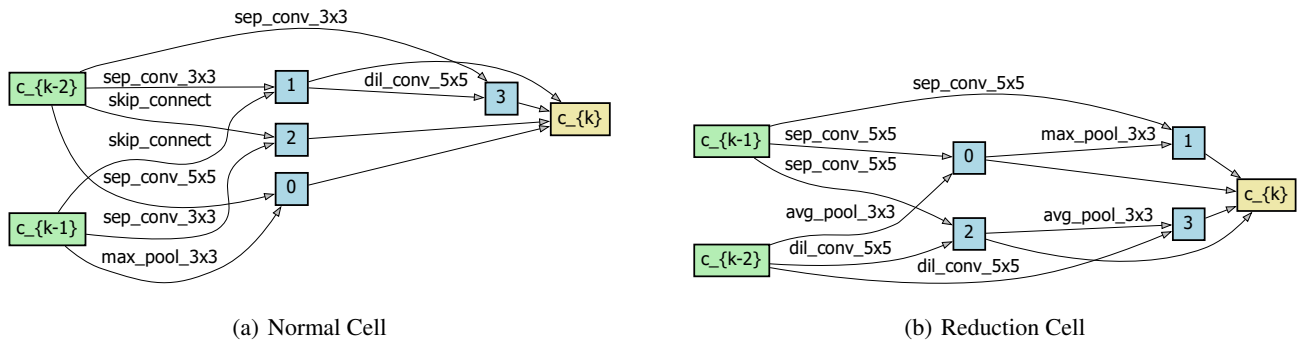 sep_conv_3x3
c_{k-2}
sep_conv_3x3
skip_connect
1
dil_conv_5x5
3
c_{k}
skip_connect
2
sep_conv_5x5
0
c_{k-1}
sep_conv_3x3
max_pool_3x3
(a) Normal Cell
sep_conv_5x5
c_{k-1}
sep_conv_5x5
sep_conv_5x5
0
max_pool_3x3
1
c_{k}
avg_pool_3x3
2
avg_pool_3x3
3
c_{k-2}
dil_conv_5x5
dil_conv_5x5
(b) Reduction Cell